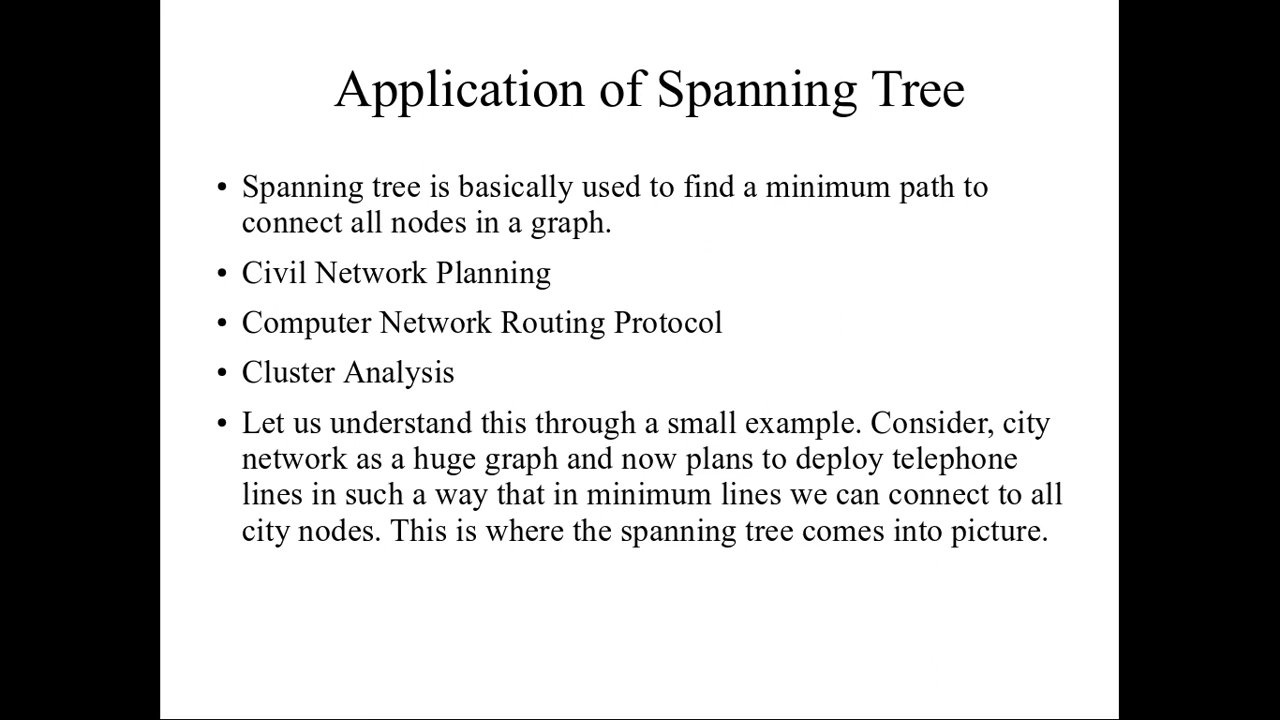 Application of Spanning Tree
• Spanning tree is basically used to find a minimum path to
connect all nodes in a graph.
• Civil Network Planning
• Computer Network Routing Protocol
• Cluster Analysis
• Let us understand this through a small example. Consider, city
network as a huge graph and now plans to deploy telephone
lines in such a way that in minimum lines we can connect to all
city nodes. This is where the spanning tree comes into picture.